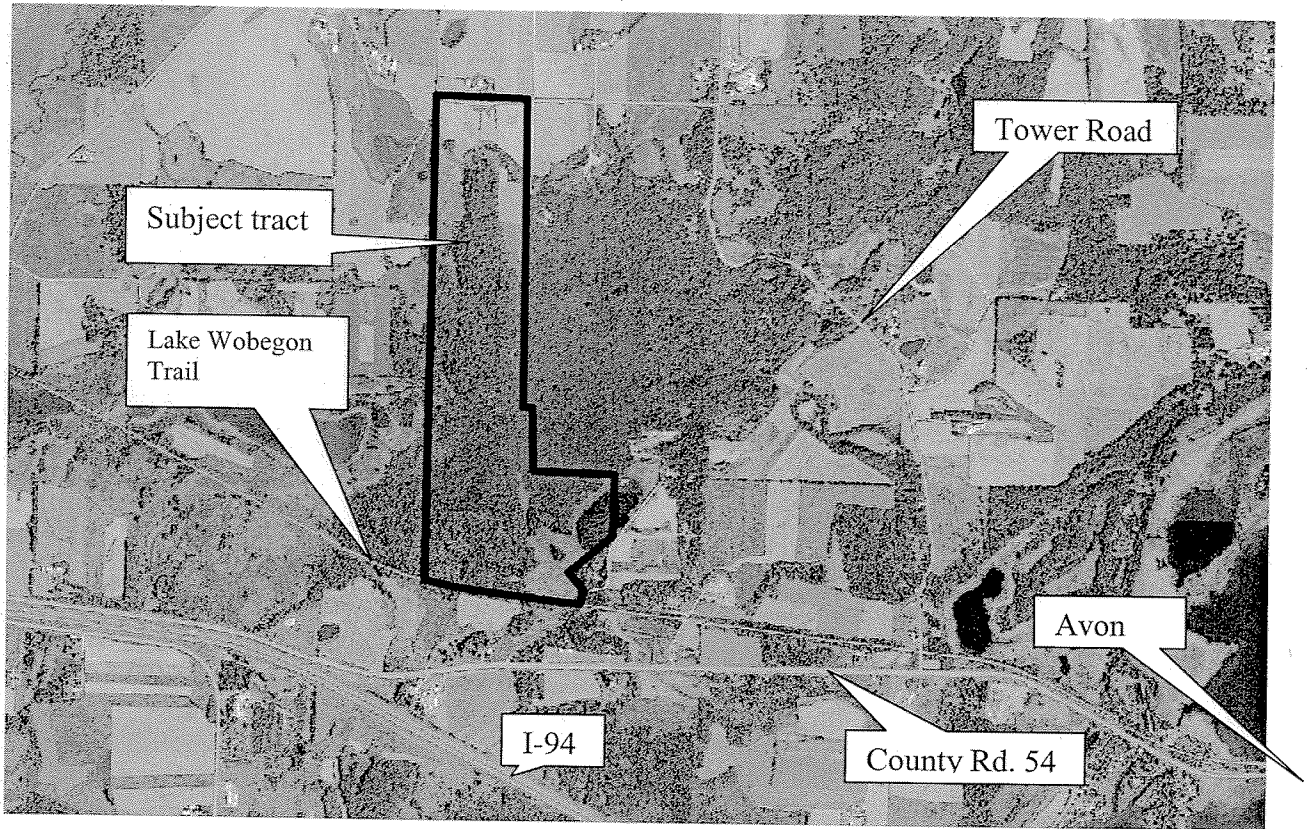 Tower Road
Subject tract
Lake Wobegon
Trail
Avon
I-94
County Rd. 54